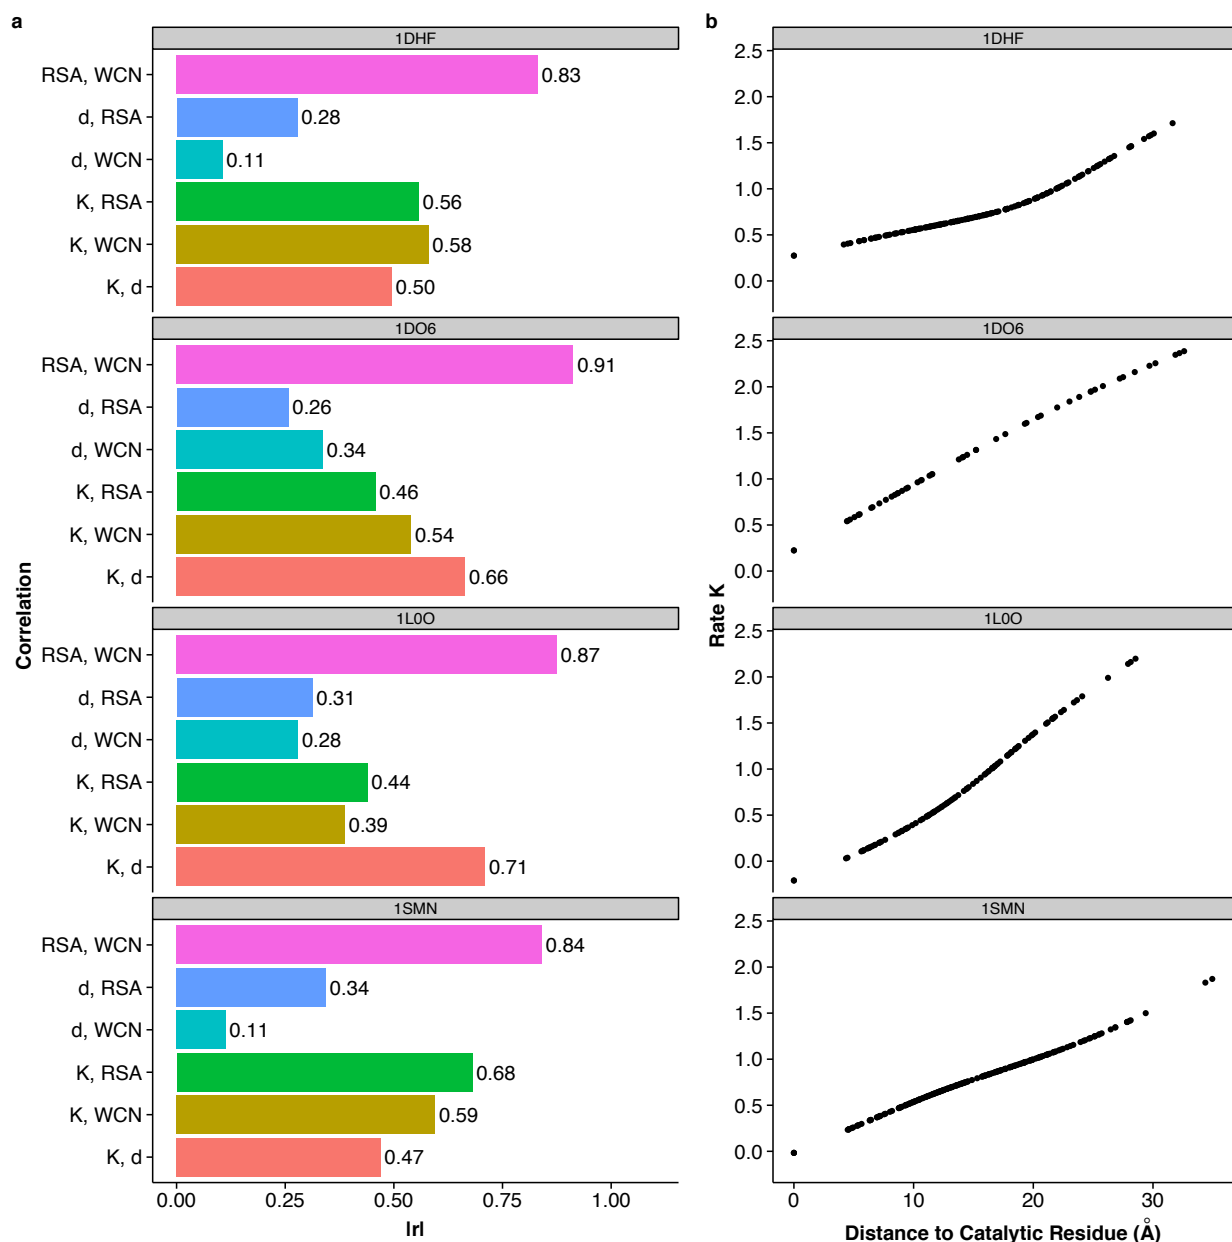 a
1DHF
RSA, WCN
0.83
d, RSA
0.28
d, WCN
0.11
K, RSA
0.56
K, WCN
0.58
K, d
0.50
1DO6
RSA, WCN
0.91
d, RSA
0.26
d, WCN
0.34
K, RSA
0.46
K, WCN
0.54
K, d
0.66
1L0O
RSA, WCN
0.87
d, RSA
0.31
d, WCN
0.28
K, RSA
0.44
K, WCN
0.39
K, d
0.71
1SMN
RSA, WCN
0.84
d, RSA
0.34
d, WCN
0.11
K, RSA
0.68
K, WCN
0.59
K, d
0.47
0.00 0.25 0.50 0.75 1.00
|r|
Correlation
b
1DHF
2.5
2.0
1.5
1.0
0.5
0.0
1DO6
2.5
2.0
1.5
1.0
0.5
0.0
1L0O
2.5
2.0
1.5
1.0
0.5
0.0
1SMN
2.5
2.0
1.5
1.0
0.5
0.0
0 10 20 30
Distance to Catalytic Residue (Å)
Rate K